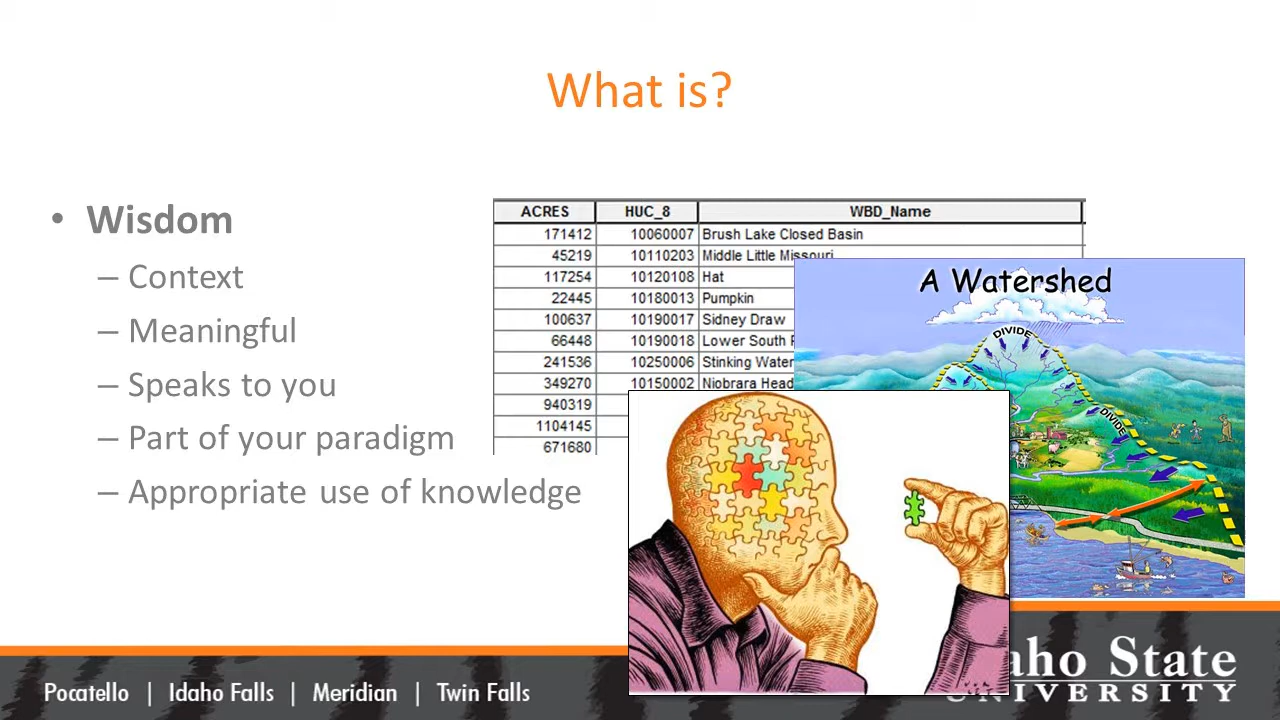 What is?
• Wisdom
– Context
– Meaningful
– Speaks to you
– Part of your paradigm
– Appropriate use of knowledge
ACRES HUC_8 WBD_Name
171412 10060007 Brush Lake Closed Basin
45219 10110203 Middle Little Missouri
117254 10120108 Hat
22445 10180013 Pumpkin
100637 10190017 Sidney Draw
66448 10190018 Lower South
241536 10250006 Stinking Water
349270 10150002 Niobrara Head
940319
1104145
671680
A Watershed
DIVIDE
DIVIDE
Pocatello | Idaho Falls | Meridian | Twin Falls
aho State
UNIVERSITY